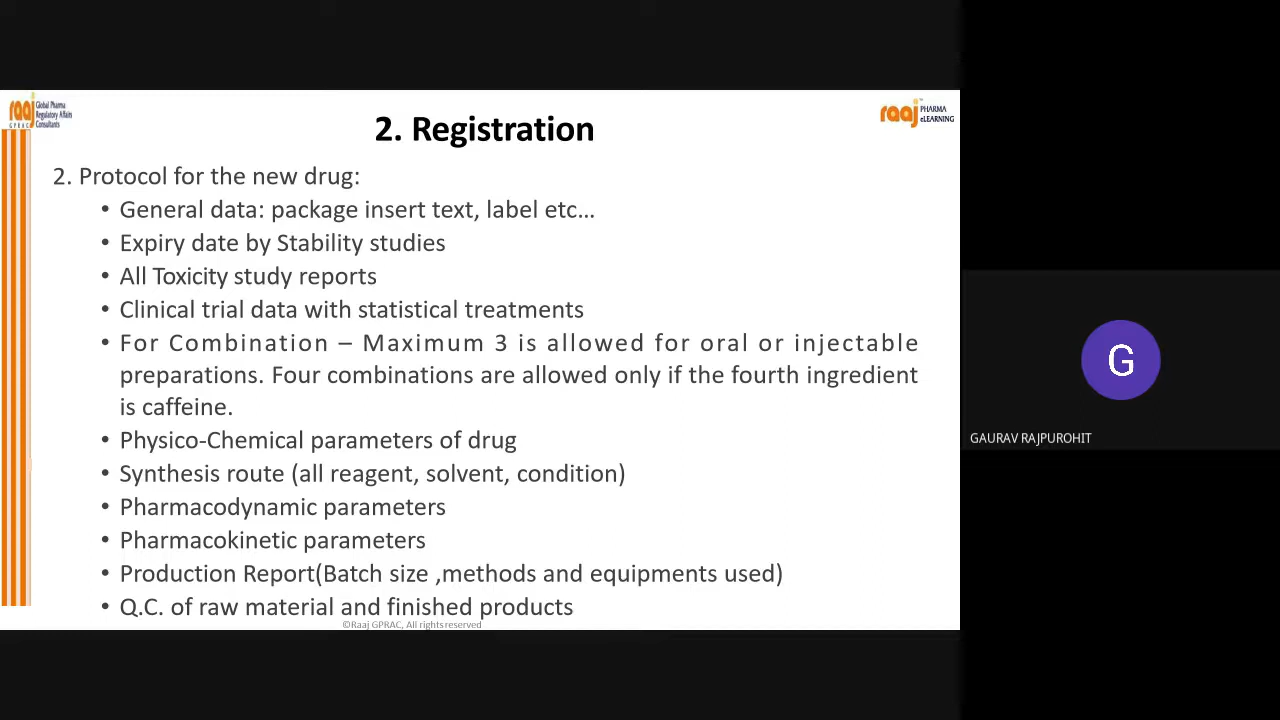 raaj
Global Pharma
Regulatory Affairs
Consultants
GPRAC
raaj
PHARMA
eLEARNING
2. Registration
2. Protocol for the new drug:
• General data: package insert text, label etc…
• Expiry date by Stability studies
• All Toxicity study reports
• Clinical trial data with statistical treatments
• For Combination – Maximum 3 is allowed for oral or injectable
preparations. Four combinations are allowed only if the fourth ingredient
is caffeine.
• Physico-Chemical parameters of drug
• Synthesis route (all reagent, solvent, condition)
• Pharmacodynamic parameters
• Pharmacokinetic parameters
• Production Report(Batch size ,methods and equipments used)
• Q.C. of raw material and finished products
©Raaj GPRAC, All rights reserved
G
GAURAV RAJPUROHIT